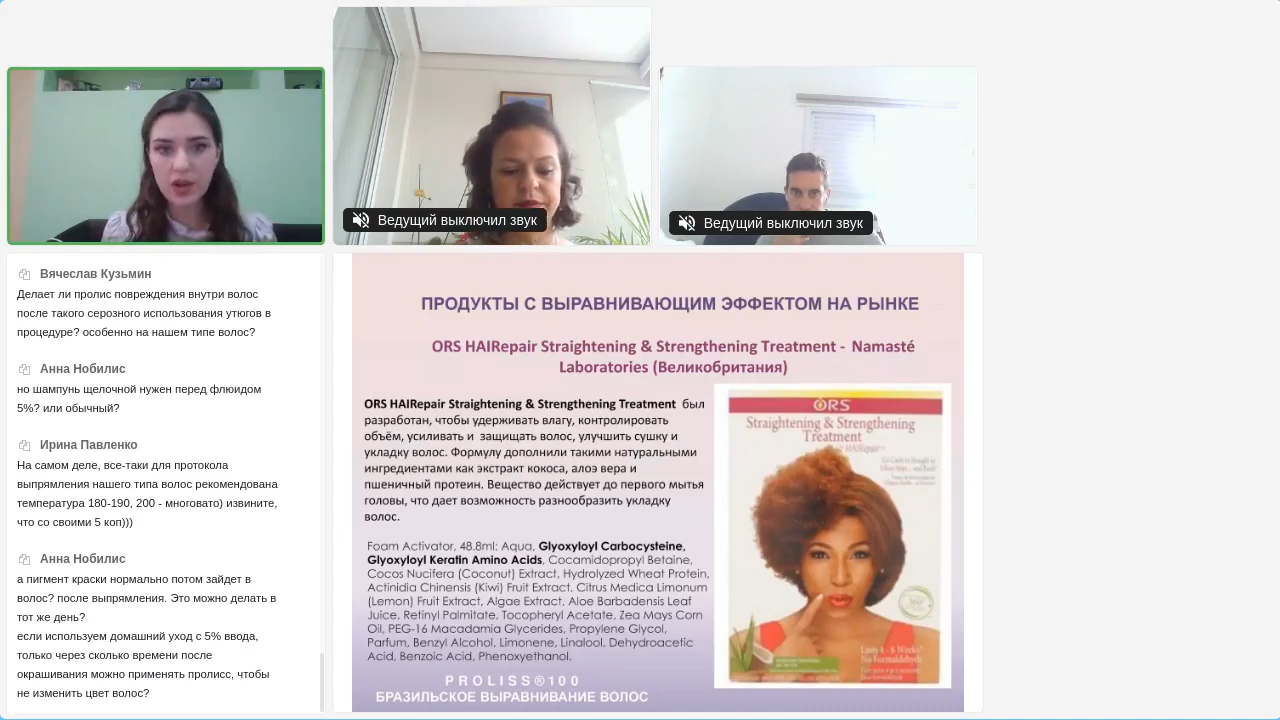 Ведущий выключил звук
Ведущий выключил звук
Вячеслав Кузьмин
Делает ли пролис повреждения внутри волос
после такого серозного использования утюгов в
процедуре? особенно на нашем типе волос?
Анна Нобилис
но шампунь щелочной нужен перед флюидом
5%? или обычный?
Ирина Павленко
На самом деле, все-таки для протокола
выпрямления нашего типа волос рекомендована
температура 180-190, 200 - многовато) извините,
что со своими 5 коп)))
Анна Нобилис
а пигмент краски нормально потом зайдет в
волос? после выпрямления. Это можно делать в
тот же день?
если используем домашний уход с 5% ввода,
только через сколько времени после
окрашивания можно применять пролисс, чтобы
не изменить цвет волос?
ПРОДУКТЫ С ВЫРАВНИВАЮЩИМ ЭФФЕКТОМ НА РЫНКЕ
ORS HAIRepair Straightening & Strengthening Treatment - Namasté
Laboratories (Великобритания)
ORS HAIRepair Straightening & Strengthening Treatment был
разработан, чтобы удерживать влагу, контролировать
объём, усиливать и защищать волос, улучшить сушку и
укладку волос. Формулу дополнили такими натуральными
ингредиентами как экстракт кокоса, алоэ вера и
пшеничный протеин. Вещество действует до первого мытья
головы, что дает возможность разнообразить укладку
волос.
Foam Activator, 48.8ml: Aqua, Glyoxyloyl Carbocysteine,
Glyoxyloyl Keratin Amino Acids, Cocamidopropyl Betaine,
Cocos Nucifera (Coconut) Extract, Hydrolyzed Wheat Protein,
Actinidia Chinensis (Kiwi) Fruit Extract, Citrus Medica Limonum
(Lemon) Fruit Extract, Algae Extract, Aloe Barbadensis Leaf
Juice, Retinyl Palmitate, Tocopheryl Acetate, Zea Mays Corn
Oil, PEG-16 Macadamia Glycerides, Propylene Glycol,
Parfum, Benzyl Alcohol, Limonene, Linalool, Dehydroacetic
Acid, Benzoic Acid, Phenoxyethanol.
ORS
Straightening & Strengthening
Treatment
HAIRepair
Lasts 4 - 6 Weeks
No Formaldehyde
PROLISS®100
БРАЗИЛЬСКОЕ ВЫРАВНИВАНИЕ ВОЛОС